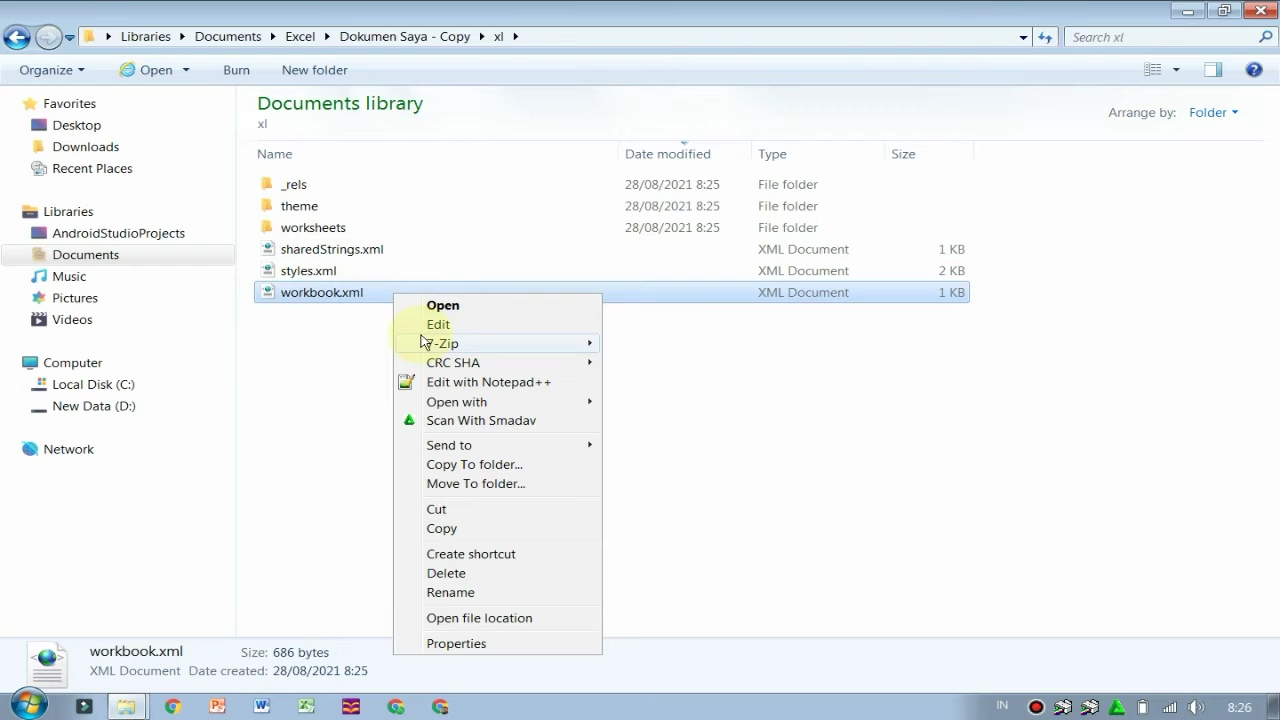 Libraries Documents Excel Dokumen Saya - Copy xl
Search xl
Organize Open Burn New folder
Favorites
Desktop
Downloads
Recent Places
Libraries
AndroidStudioProjects
Documents
Music
Pictures
Videos
Computer
Local Disk (C:)
New Data (D:)
Network
Documents library
xl
Arrange by: Folder
Name Date modified Type Size
_rels 28/08/2021 8:25 File folder
theme 28/08/2021 8:25 File folder
worksheets 28/08/2021 8:25 File folder
sharedStrings.xml XML Document 1 KB
styles.xml XML Document 2 KB
workbook.xml XML Document 1 KB
Open
Edit
7-Zip
CRC SHA
Edit with Notepad++
Open with
Scan With Smadav
Send to
Copy To folder...
Move To folder...
Cut
Copy
Create shortcut
Delete
Rename
Open file location
Properties
workbook.xml Size: 686 bytes
XML Document Date created: 28/08/2021 8:25
IN 8:26